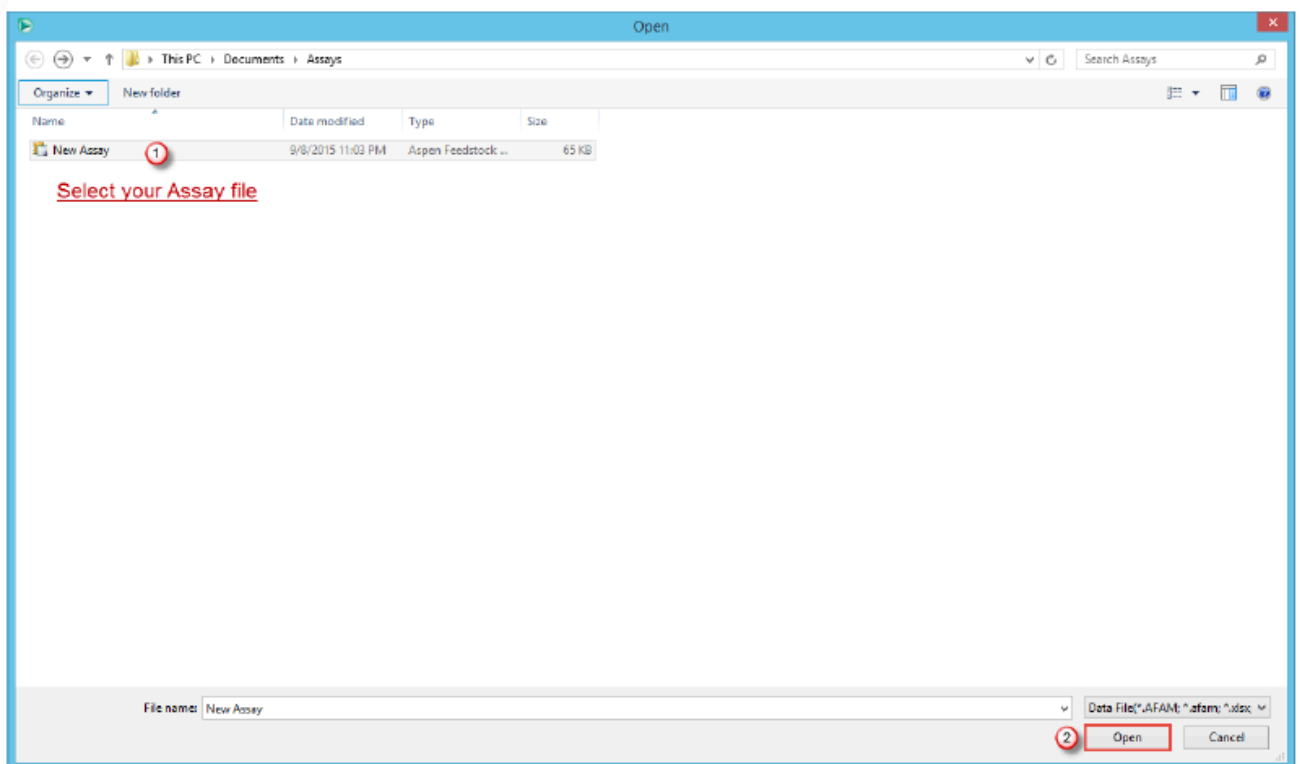 Open
This PC › Documents › Assays
Search Assays
Organize
New folder
Name
Date modified
Type
Size
New Assay
1
9/8/2015 11:03 PM
Aspen Feedstock ...
65 KB
Select your Assay file
File name:
New Assay
Data File(*.AFAM; *.afam; *.xlsx;
2
Open
Cancel